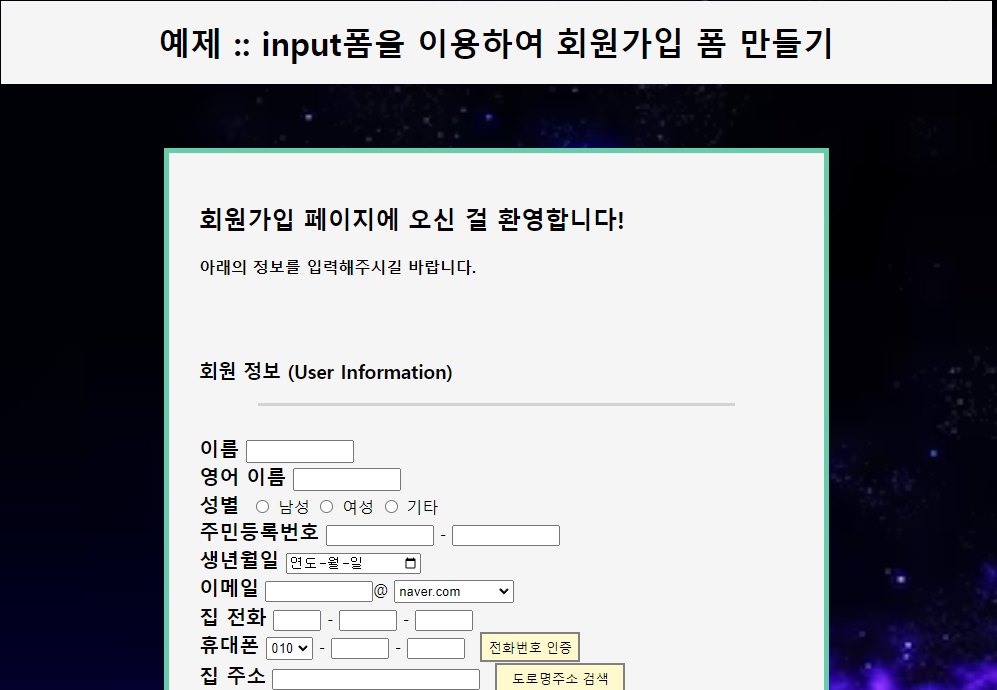 예제 :: input폼을 이용하여 회원가입 폼 만들기
회원가입 페이지에 오신 걸 환영합니다!
아래의 정보를 입력해주시길 바랍니다.
회원 정보 (User Information)
이름
영어 이름
성별 남성 여성 기타
주민등록번호 -
생년월일 연도-월-일
이메일 @ naver.com
집 전화 - -
휴대폰 010 - - 전화번호 인증
집 주소 도로명주소 검색